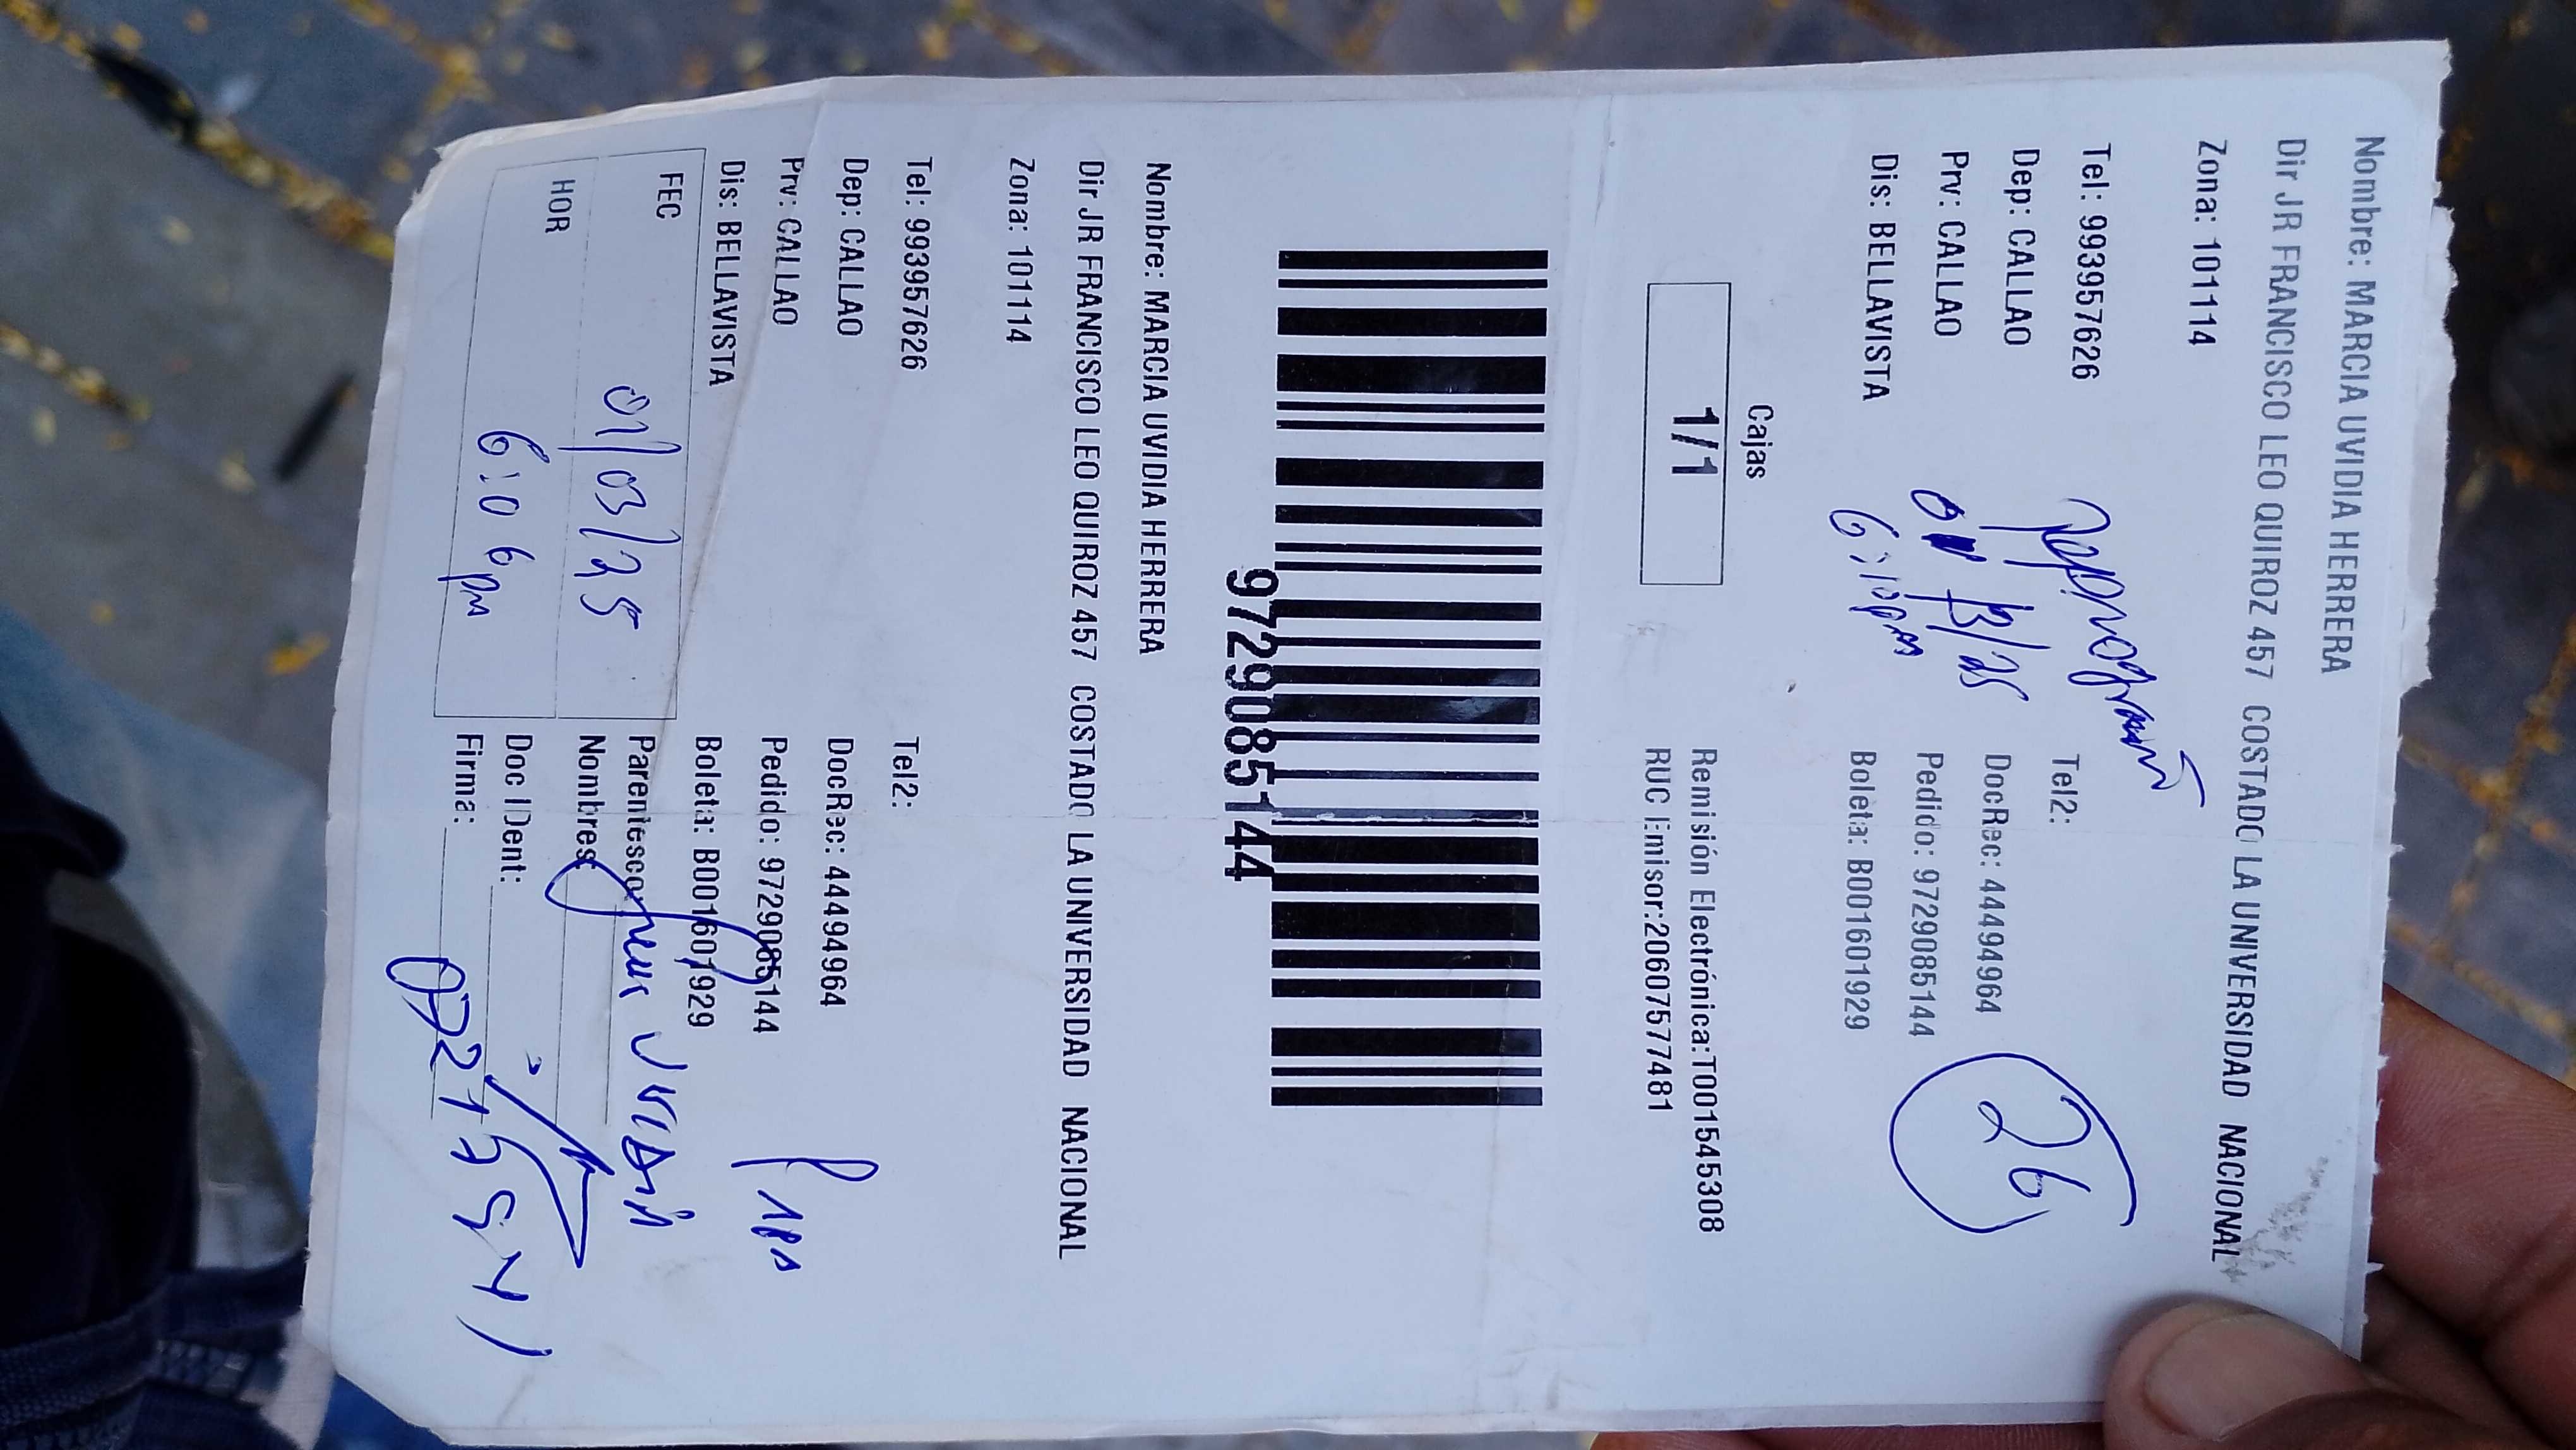 Nombre: MARCIA UVIDIA HERRERA
Dir JR FRANCISCO LEO QUIROZ 457 COSTADO LA UNIVERSIDAD NACIONAL
Zona: 101114
Tel: 993957626 Tel2:
Dep: CALLAO DocRec: 44494964
Prv: CALLAO Pedido: 9729085144
Dis: BELLAVISTA Boleta: B001601929
26
Cajas
1/1
Remisión Electrónica:T001545308
RUC Emisor:20607577481
9729085144
Nombre: MARCIA UVIDIA HERRERA
Dir JR FRANCISCO LEO QUIROZ 457 COSTADO LA UNIVERSIDAD NACIONAL
Zona: 101114
Tel: 993957626 Tel2:
Dep: CALLAO DocRec: 44494964
Prv: CALLAO Pedido: 9729085144
Dis: BELLAVISTA Boleta: B001601929
PAPA
FEC 01/03/25
Parentesco:
Nombres:
HOR 6:06 pm
Doc IDent:
Firma: